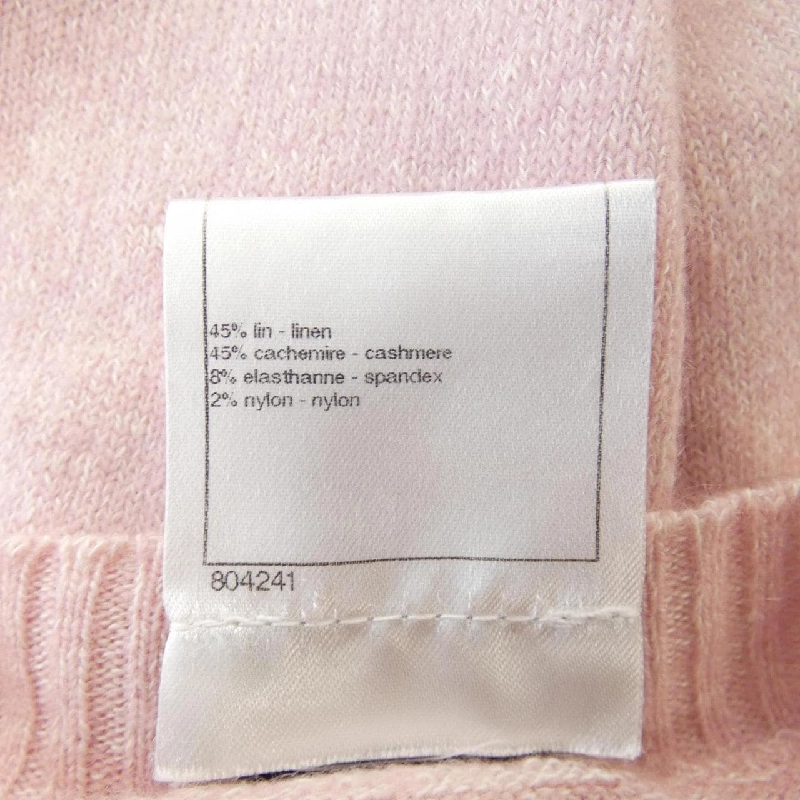 45% lin - linen
45% cachemire - cashmere
8% elasthanne - spandex
2% nylon - nylon
804241